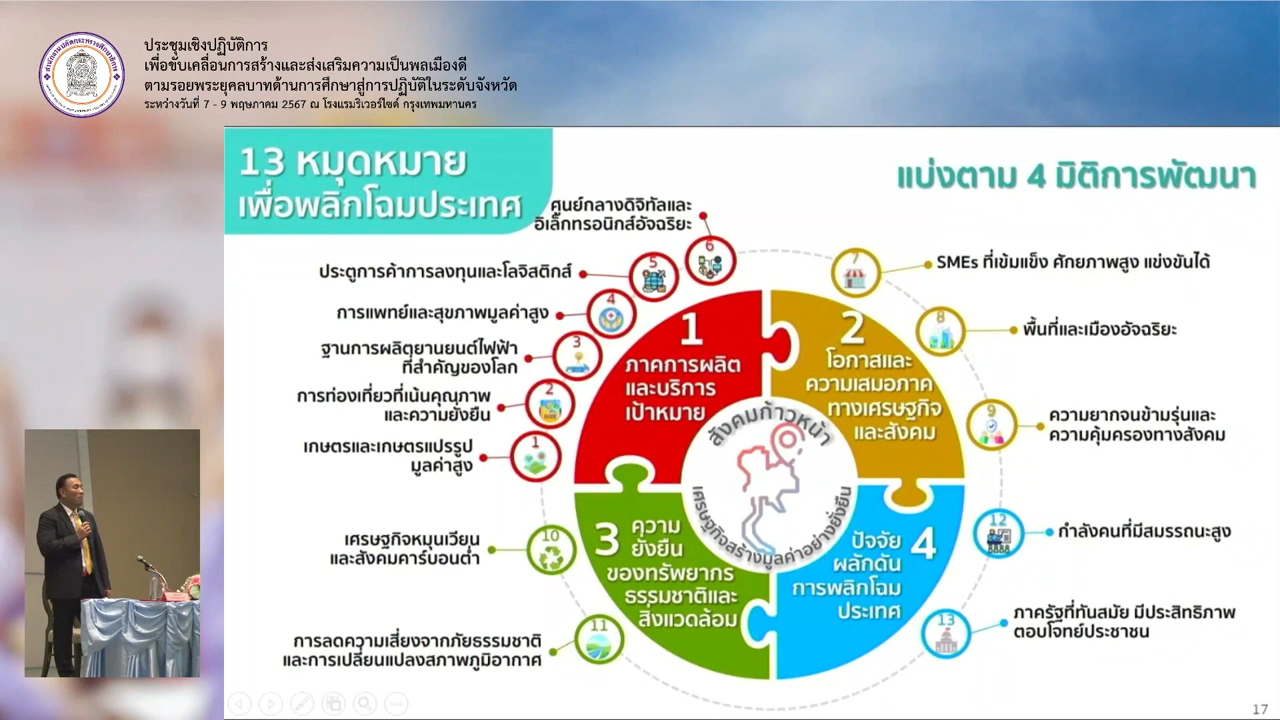 ประชุมเชิงปฏิบัติการ
เพื่อขับเคลื่อนการสร้างและส่งเสริมความเป็นพลเมืองดี
ตามรอยพระยุคลบาทด้านการศึกษาสู่การปฏิบัติในระดับจังหวัด
ระหว่างวันที่ 7 - 9 พฤษภาคม 2567 ณ โรงแรมริเวอร์ไซด์ กรุงเทพมหานคร
สำนักงานปลัดกระทรวงศึกษาธิการ
13 หมุดหมาย
เพื่อพลิกโฉมประเทศ
แบ่งตาม 4 มิติการพัฒนา
ศูนย์กลางดิจิทัลและ
อิเล็กทรอนิกส์อัจฉริยะ
6
ประตูการค้าการลงทุนและโลจิสติกส์
5
การแพทย์และสุขภาพมูลค่าสูง
4
ฐานการผลิตยานยนต์ไฟฟ้า
ที่สำคัญของโลก
3
การท่องเที่ยวที่เน้นคุณภาพ
และความยั่งยืน
2
เกษตรและเกษตรแปรรูป
มูลค่าสูง
1
1
ภาคการผลิต
และบริการ
เป้าหมาย
2
โอกาสและ
ความเสมอภาค
ทางเศรษฐกิจ
และสังคม
7
SMEs ที่เข้มแข็ง ศักยภาพสูง แข่งขันได้
8
พื้นที่และเมืองอัจฉริยะ
9
ความยากจนข้ามรุ่นและ
ความคุ้มครองทางสังคม
สังคมก้าวหน้า
เศรษฐกิจสร้างมูลค่าอย่างยั่งยืน
3
ความ
ยั่งยืน
ของทรัพยากร
ธรรมชาติและ
สิ่งแวดล้อม
10
เศรษฐกิจหมุนเวียน
และสังคมคาร์บอนต่ำ
11
การลดความเสี่ยงจากภัยธรรมชาติ
และการเปลี่ยนแปลงสภาพภูมิอากาศ
4
ปัจจัย
ผลักดัน
การพลิกโฉม
ประเทศ
12
กำลังคนที่มีสมรรถนะสูง
13
ภาครัฐที่ทันสมัย มีประสิทธิภาพ
ตอบโจทย์ประชาชน
17